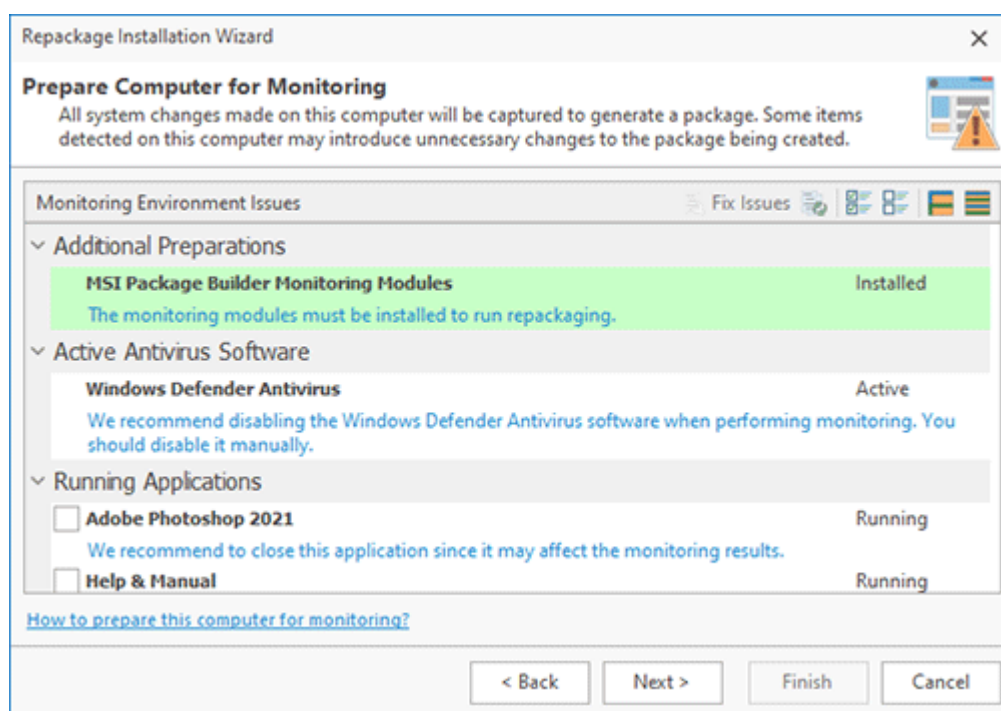 Repackage Installation Wizard
Prepare Computer for Monitoring
All system changes made on this computer will be captured to generate a package. Some items
detected on this computer may introduce unnecessary changes to the package being created.
Monitoring Environment Issues Fix Issues
Additional Preparations
MSI Package Builder Monitoring Modules Installed
The monitoring modules must be installed to run repackaging.
Active Antivirus Software
Windows Defender Antivirus Active
We recommend disabling the Windows Defender Antivirus software when performing monitoring. You
should disable it manually.
Running Applications
Adobe Photoshop 2021 Running
We recommend to close this application since it may affect the monitoring results.
Help & Manual Running
How to prepare this computer for monitoring?
< Back Next > Finish Cancel